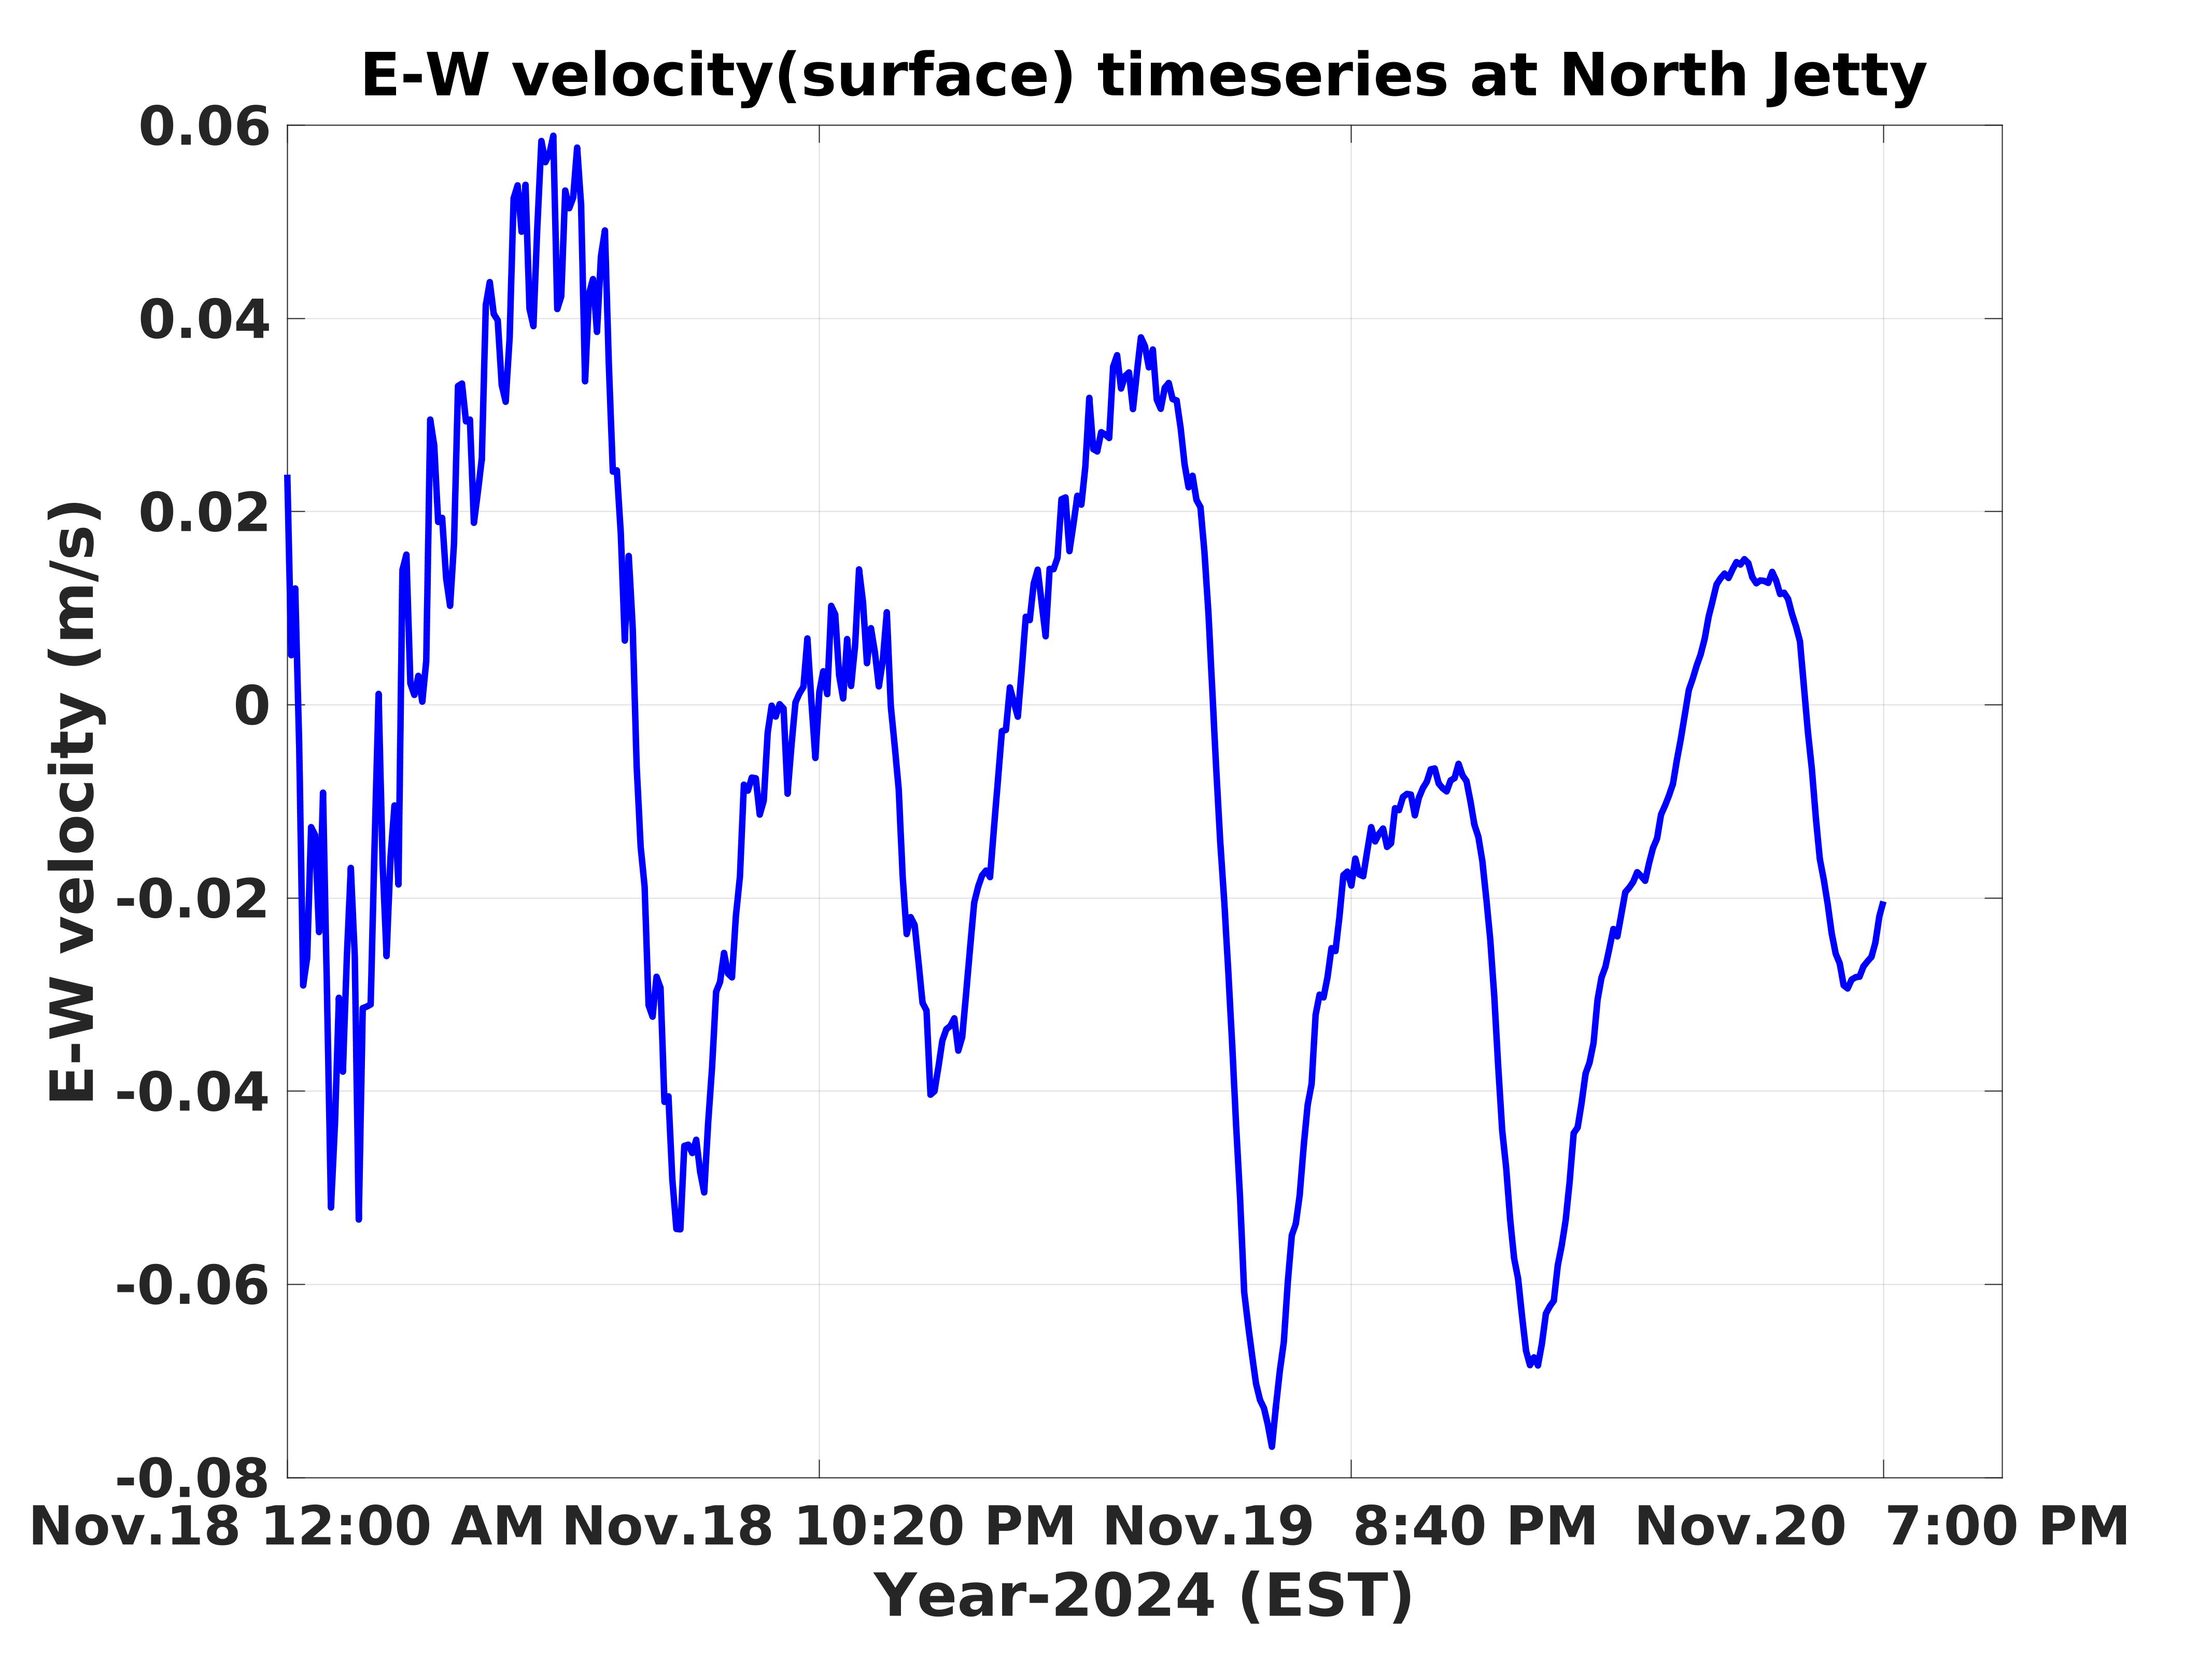 E-W velocity(surface) timeseries at North Jetty
0.06
0.04
0.02
0
-0.02
-0.04
-0.06
-0.08
E-W velocity (m/s)
Nov.18 12:00 AM Nov.18 10:20 PM Nov.19 8:40 PM Nov.20 7:00 PM
Year-2024 (EST)